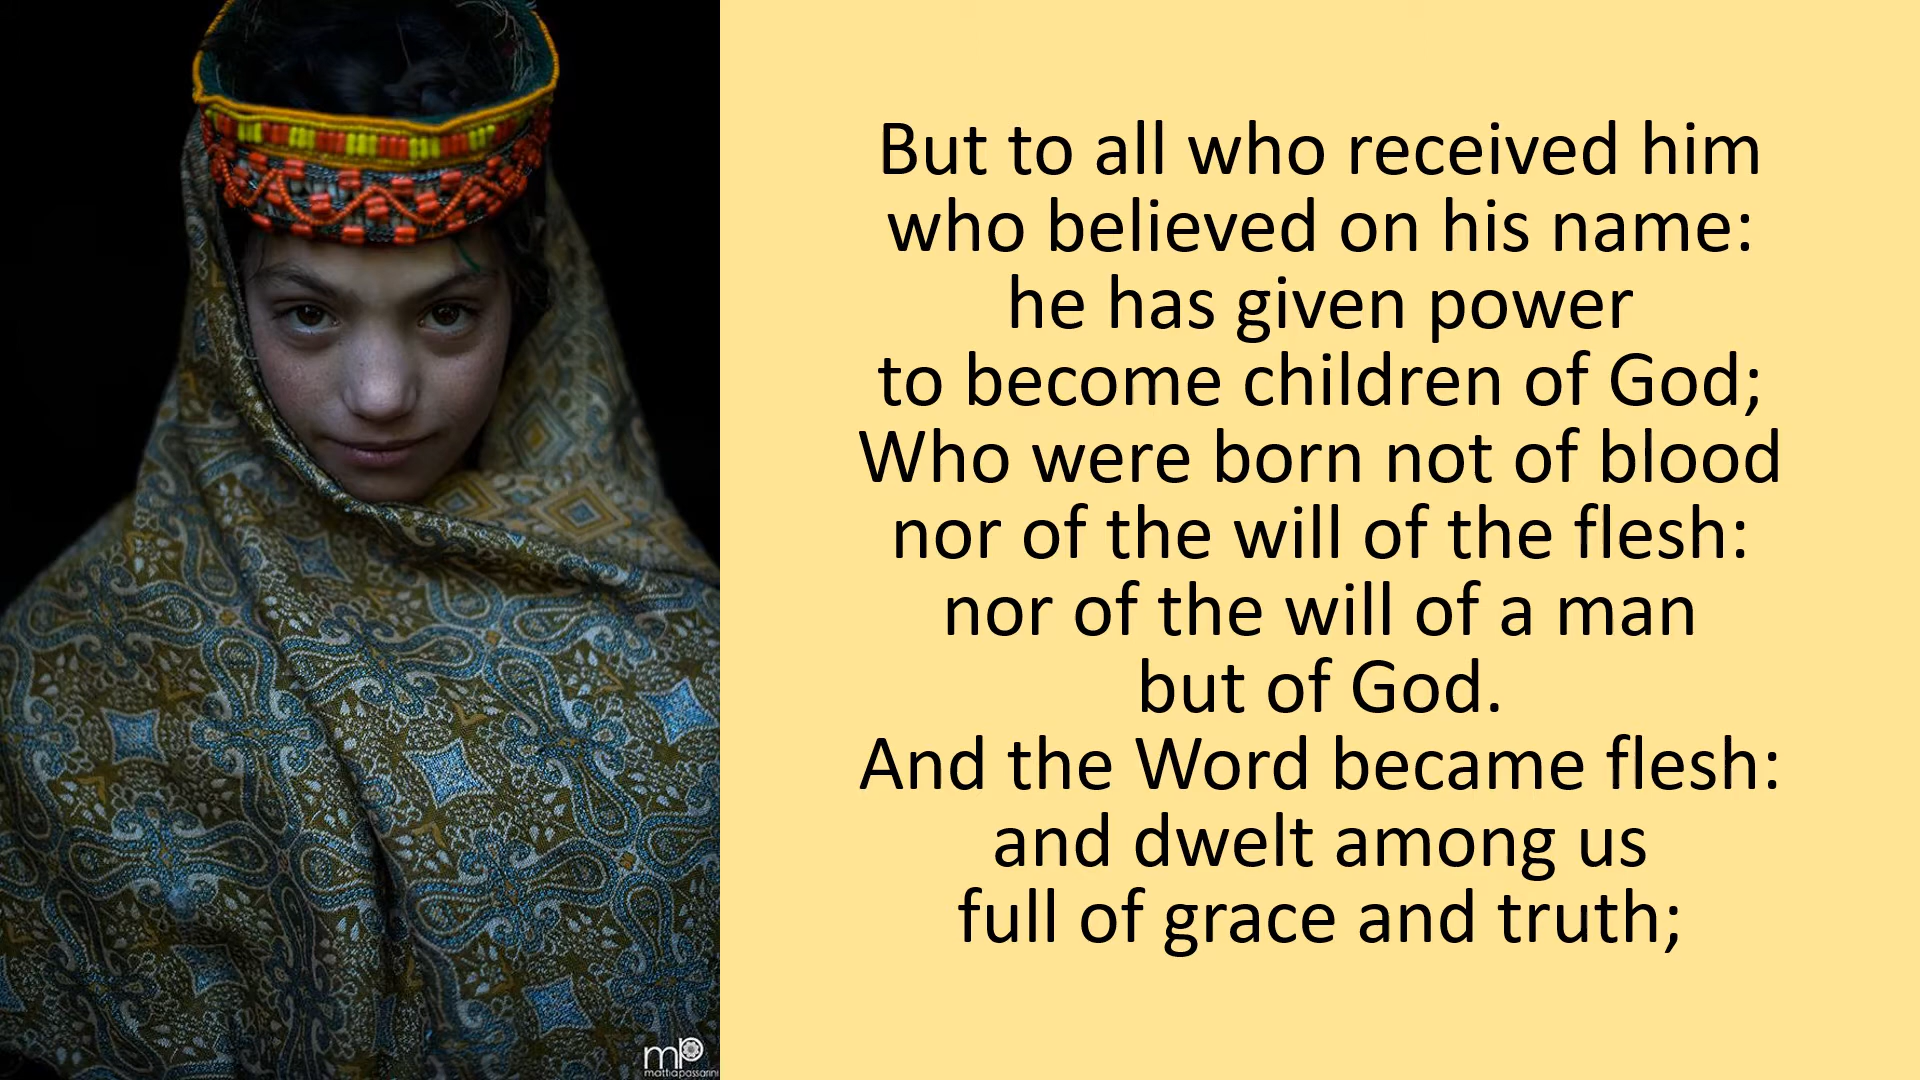 But to all who received him
who believed on his name:
he has given power
to become children of God;
Who were born not of blood
nor of the will of the flesh:
nor of the will of a man
but of God.
And the Word became flesh:
and dwelt among us
full of grace and truth;
mp
mattiapassarini